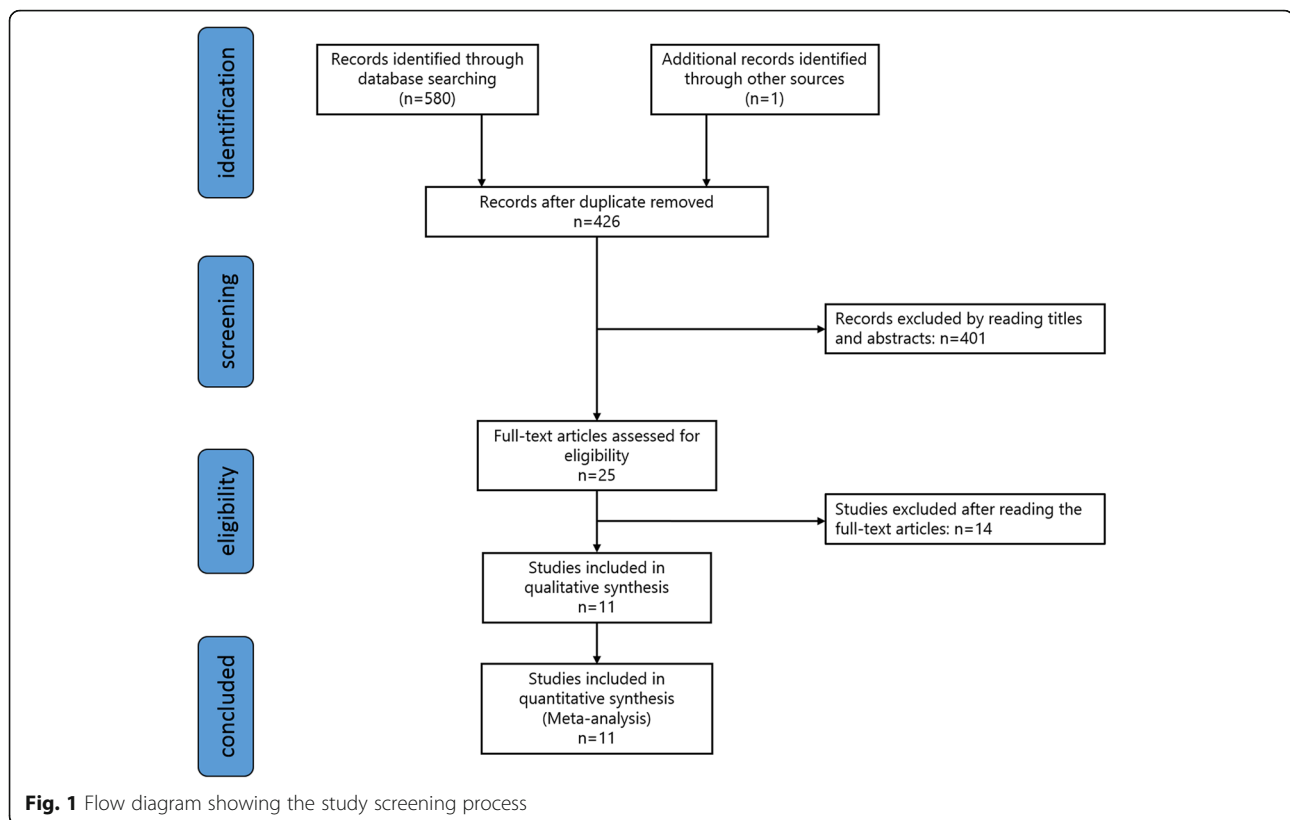 identification
Records identified through
database searching
(n=580)
Additional records identified
through other sources
(n=1)
Records after duplicate removed
n=426
screening
Records excluded by reading titles
and abstracts: n=401
eligibility
Full-text articles assessed for
eligibility
n=25
Studies excluded after reading the
full-text articles: n=14
Studies included in
qualitative synthesis
n=11
concluded
Studies included in
quantitative synthesis
(Meta-analysis)
n=11
Fig. 1 Flow diagram showing the study screening process